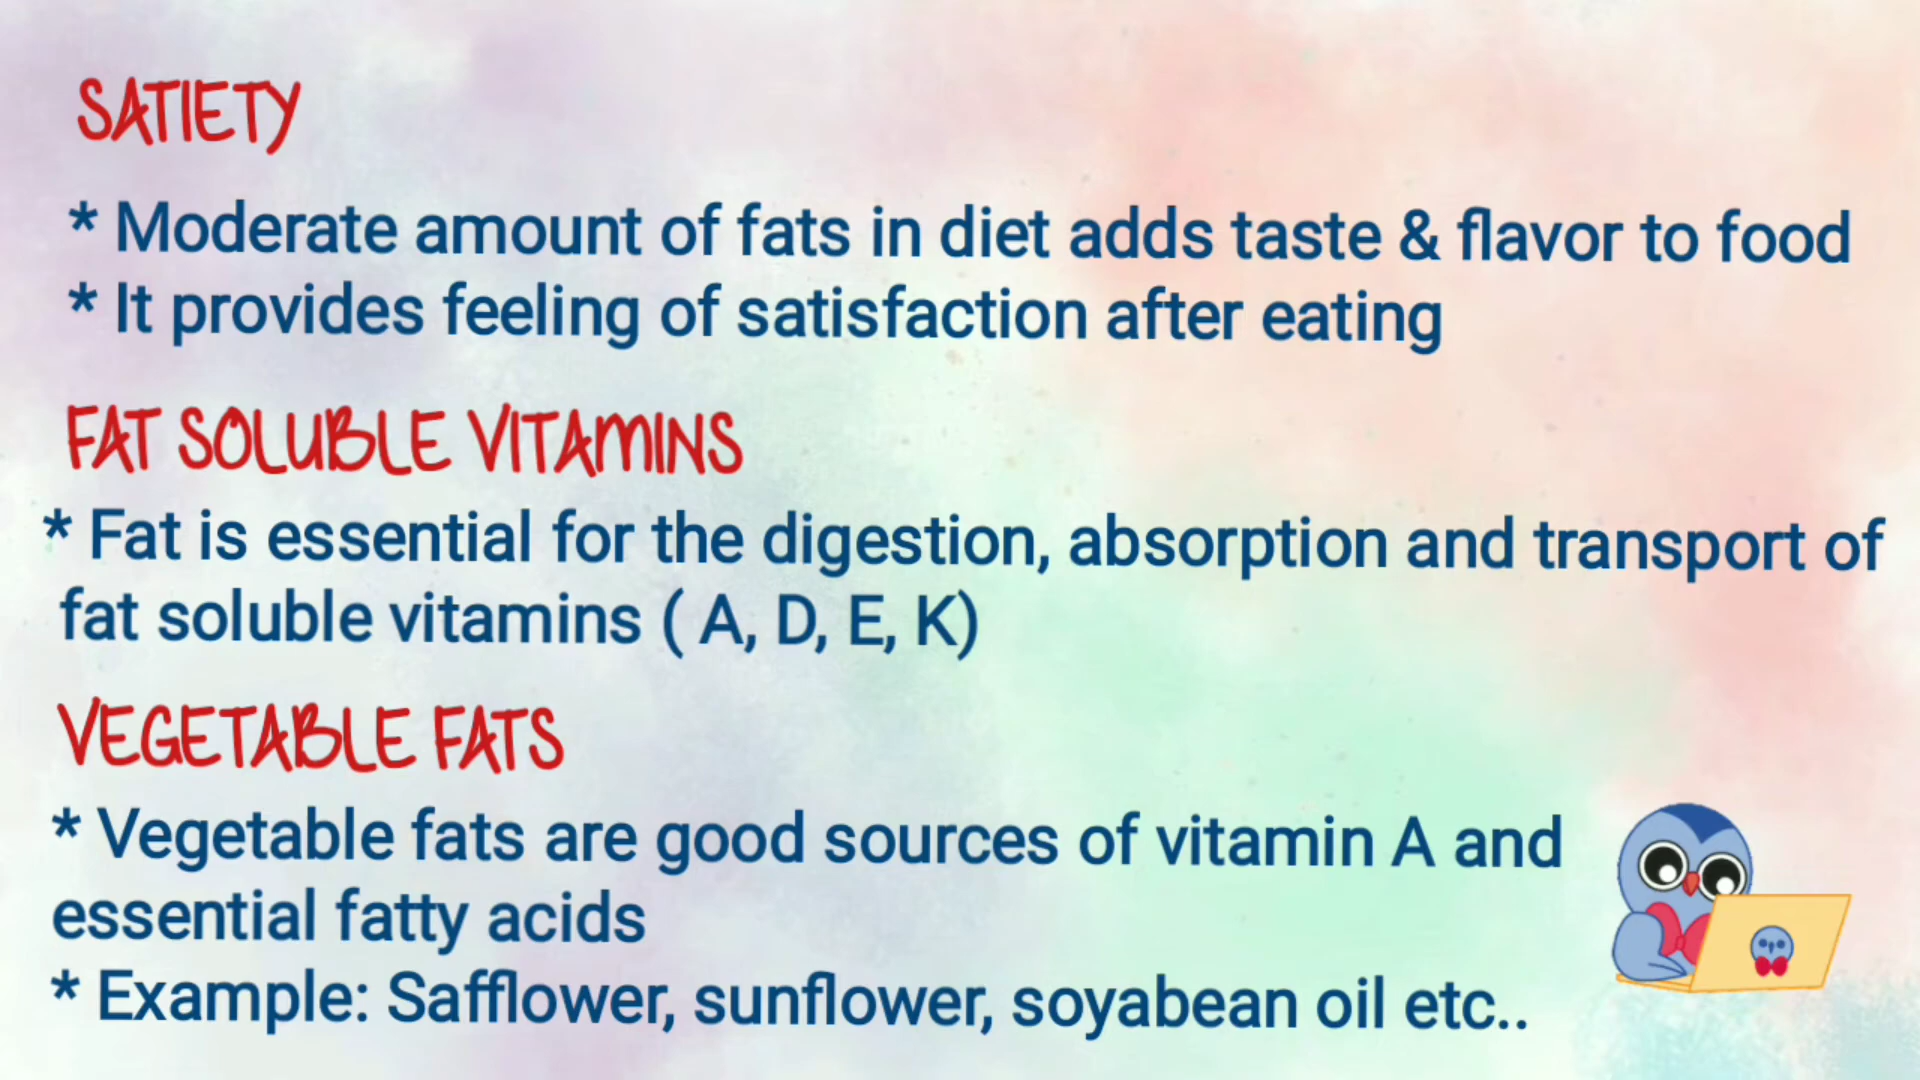 SATIETY
* Moderate amount of fats in diet adds taste & flavor to food
* It provides feeling of satisfaction after eating
FAT SOLUBLE VITAMINS
* Fat is essential for the digestion, absorption and transport of
fat soluble vitamins ( A, D, E, K)
VEGETABLE FATS
* Vegetable fats are good sources of vitamin A and
essential fatty acids
* Example: Safflower, sunflower, soyabean oil etc..